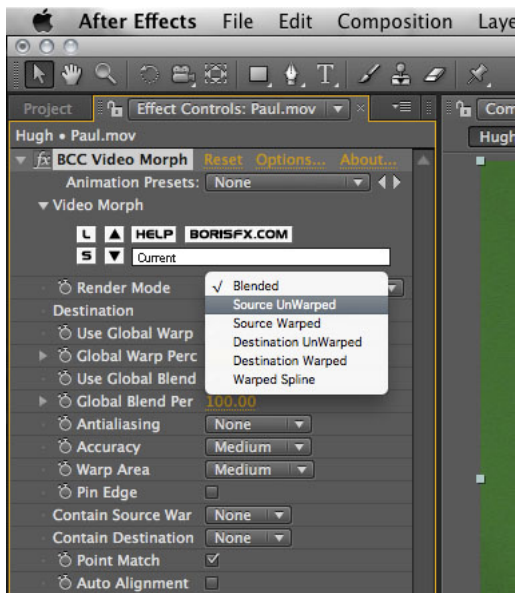 After Effects File Edit Composition Laye
Project Effect Controls: Paul.mov Com
Hugh • Paul.mov Hugh
fx BCC Video Morph Reset Options... About...
Animation Presets: None
Video Morph
L HELP BORISFX.COM
S Current
Render Mode √ Blended
Source UnWarped
Destination
Source Warped
Use Global Warp
Destination UnWarped
Global Warp Perc
Destination Warped
Use Global Blend
Warped Spline
Global Blend Per 100.00
Antialiasing None
Accuracy Medium
Warp Area Medium
Pin Edge
Contain Source War None
Contain Destination None
Point Match
Auto Alignment